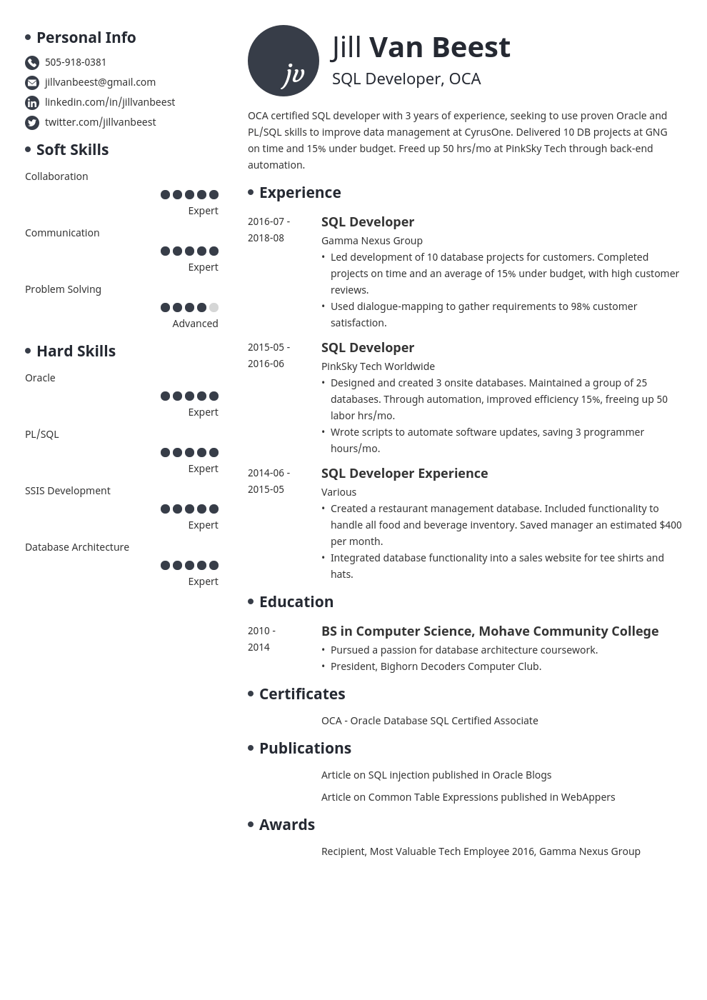 Personal Info
505-918-0381
jillvanbeest@gmail.com
linkedin.com/in/jillvanbeest
twitter.com/jillvanbeest
Soft Skills
Collaboration
Expert
Communication
Expert
Problem Solving
Advanced
Hard Skills
Oracle
Expert
PL/SQL
Expert
SSIS Development
Expert
Database Architecture
Expert
jv
Jill Van Beest
SQL Developer, OCA
OCA certified SQL developer with 3 years of experience, seeking to use proven Oracle and
PL/SQL skills to improve data management at CyrusOne. Delivered 10 DB projects at GNG
on time and 15% under budget. Freed up 50 hrs/mo at PinkSky Tech through back-end
automation.
Experience
2016-07 -
2018-08
SQL Developer
Gamma Nexus Group
• Led development of 10 database projects for customers. Completed
projects on time and an average of 15% under budget, with high customer
reviews.
• Used dialogue-mapping to gather requirements to 98% customer
satisfaction.
2015-05 -
2016-06
SQL Developer
PinkSky Tech Worldwide
• Designed and created 3 onsite databases. Maintained a group of 25
databases. Through automation, improved efficiency 15%, freeing up 50
labor hrs/mo.
• Wrote scripts to automate software updates, saving 3 programmer
hours/mo.
2014-06 -
2015-05
SQL Developer Experience
Various
• Created a restaurant management database. Included functionality to
handle all food and beverage inventory. Saved manager an estimated $400
per month.
• Integrated database functionality into a sales website for tee shirts and
hats.
Education
2010 -
2014
BS in Computer Science, Mohave Community College
• Pursued a passion for database architecture coursework.
• President, Bighorn Decoders Computer Club.
Certificates
OCA - Oracle Database SQL Certified Associate
Publications
Article on SQL injection published in Oracle Blogs
Article on Common Table Expressions published in WebAppers
Awards
Recipient, Most Valuable Tech Employee 2016, Gamma Nexus Group